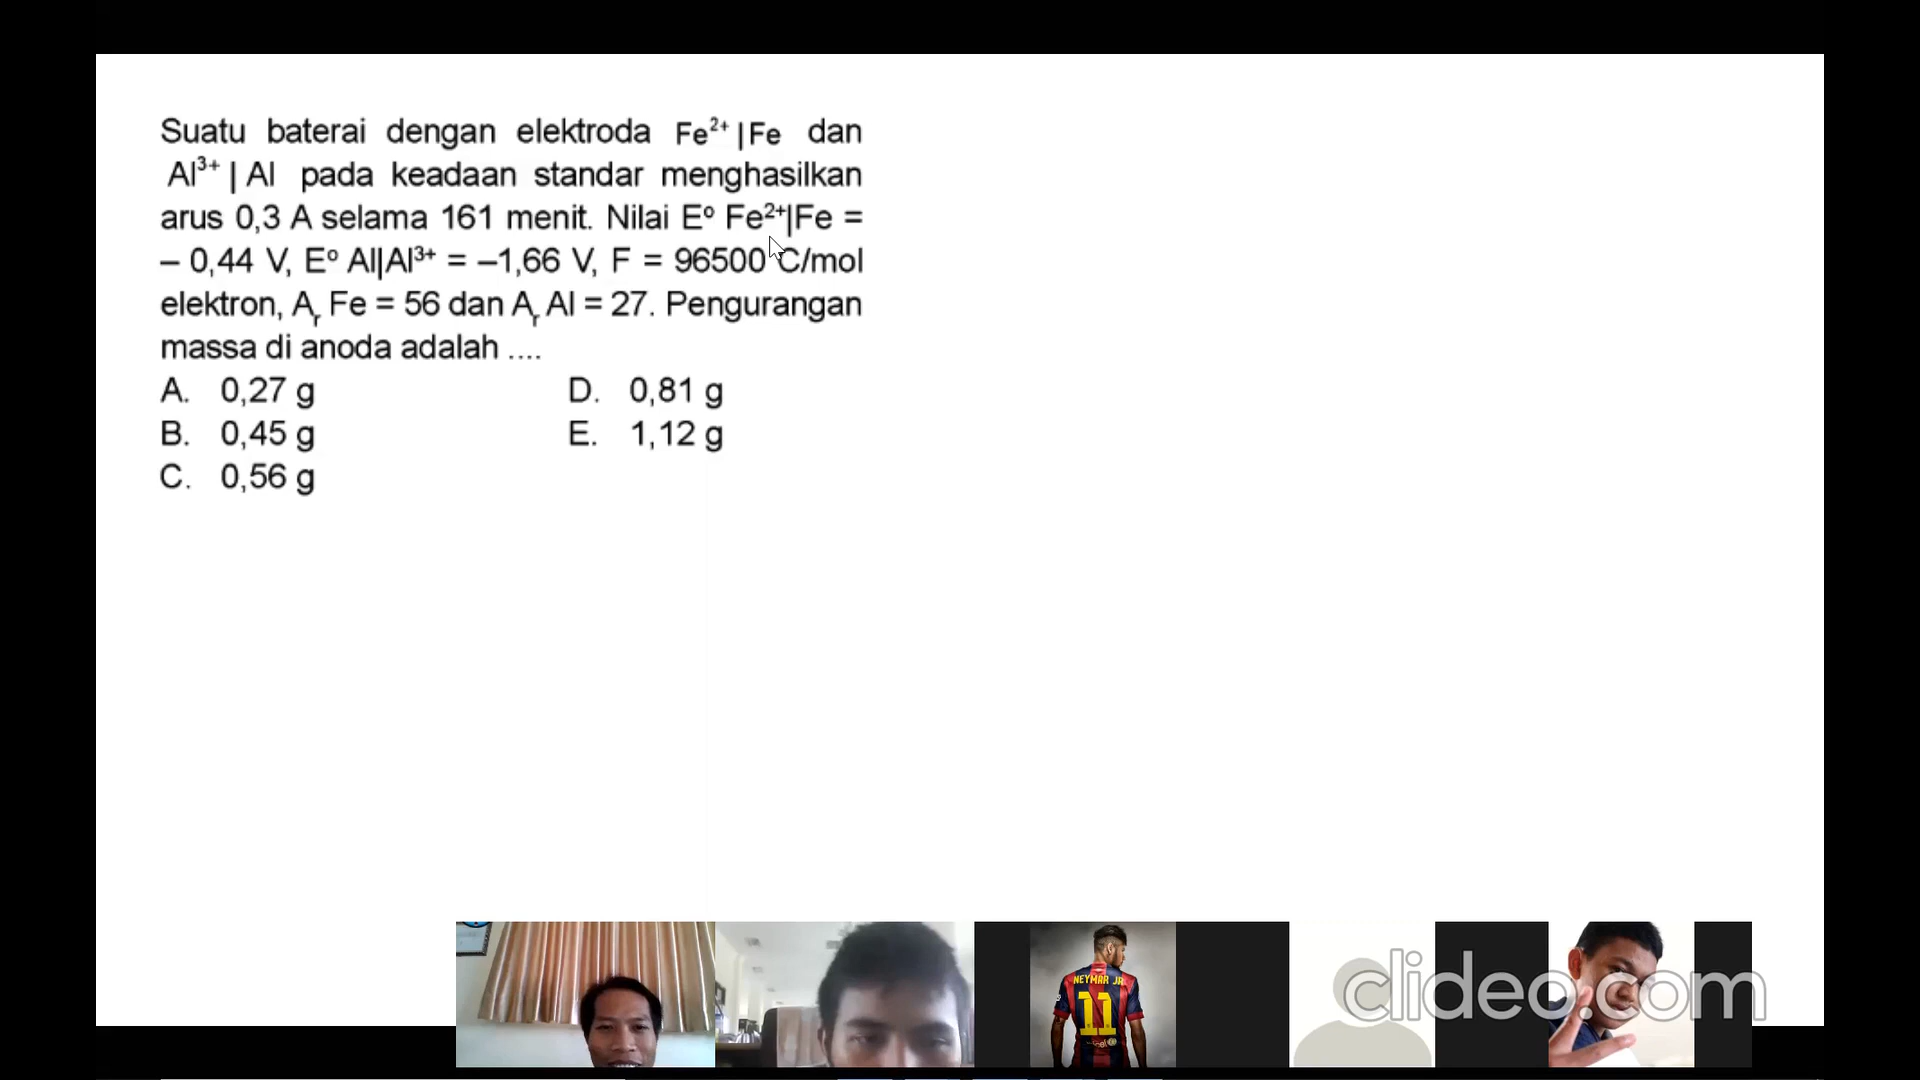 Suatu baterai dengan elektroda Fe²⁺ | Fe dan
Al³⁺ | Al pada keadaan standar menghasilkan
arus 0,3 A selama 161 menit. Nilai Eº Fe²⁺|Fe =
– 0,44 V, Eº Al||Al³⁺ = –1,66 V, F = 96500 C/mol
elektron, Aᵣ Fe = 56 dan Aᵣ Al = 27. Pengurangan
massa di anoda adalah ....
A. 0,27 g D. 0,81 g
B. 0,45 g E. 1,12 g
C. 0,56 g
NEYMAR JR
11
clideo.com